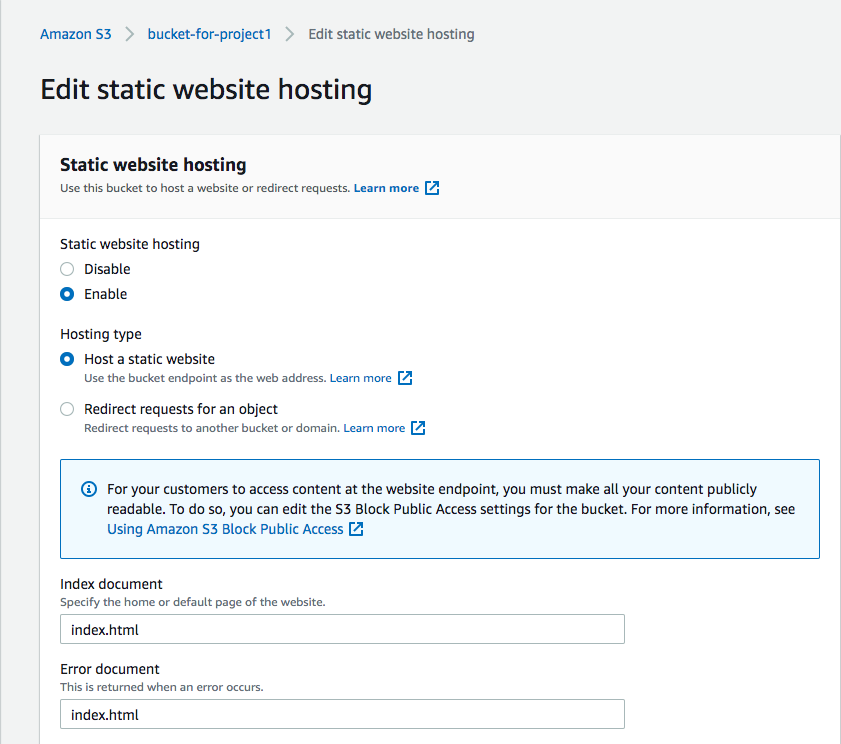 Amazon S3 > bucket-for-project1 > Edit static website hosting
Edit static website hosting
Static website hosting
Use this bucket to host a website or redirect requests. Learn more
Static website hosting
Disable
Enable
Hosting type
Host a static website
Use the bucket endpoint as the web address. Learn more
Redirect requests for an object
Redirect requests to another bucket or domain. Learn more
For your customers to access content at the website endpoint, you must make all your content publicly
readable. To do so, you can edit the S3 Block Public Access settings for the bucket. For more information, see
Using Amazon S3 Block Public Access
Index document
Specify the home or default page of the website.
index.html
Error document
This is returned when an error occurs.
index.html